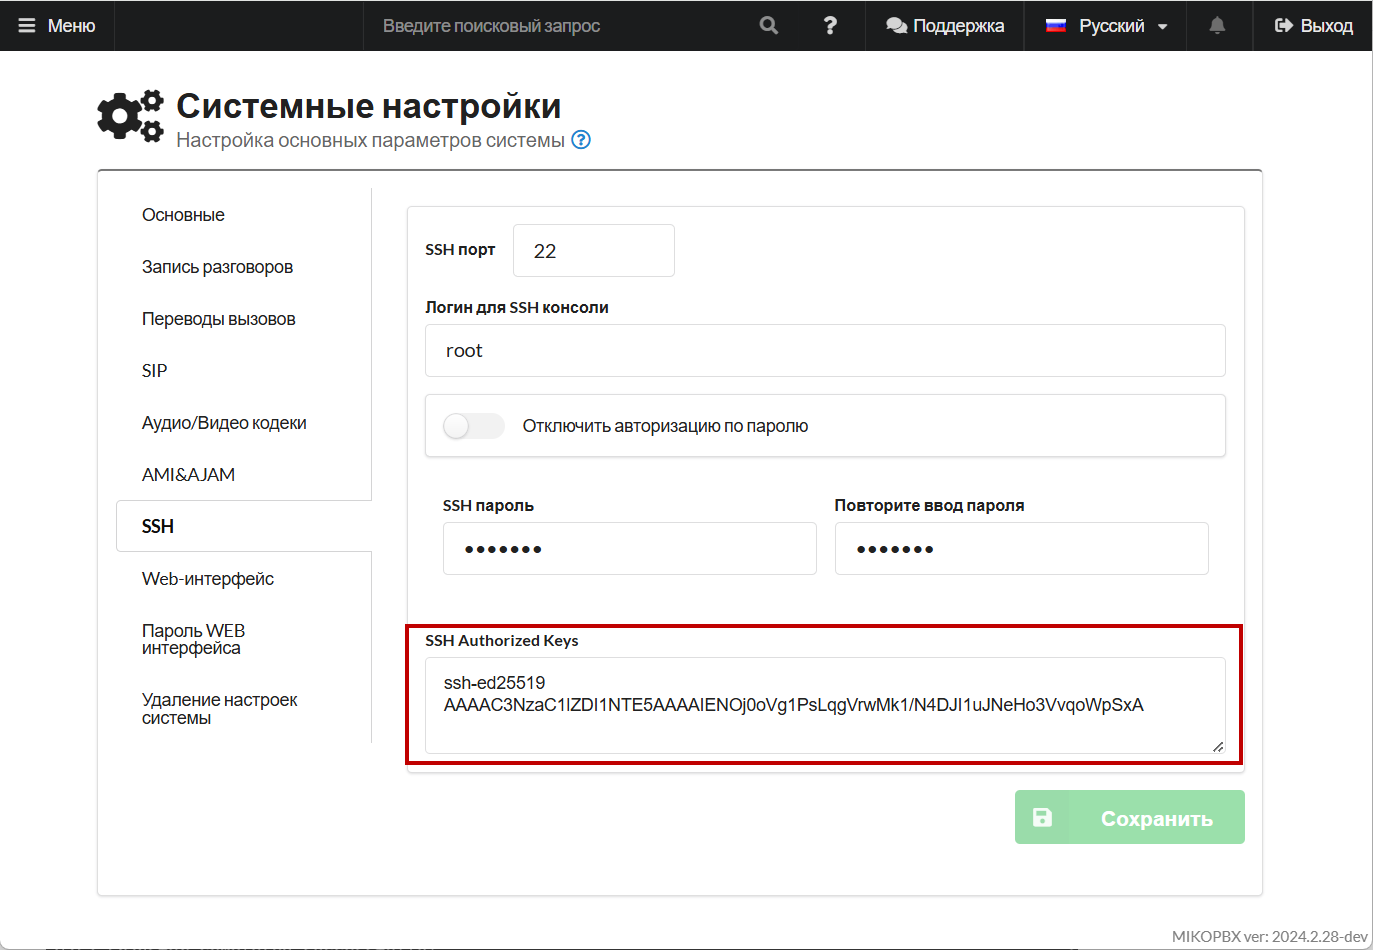 Меню
Введите поисковый запрос
?
Поддержка
Русский
Выход
Системные настройки
Настройка основных параметров системы ?
Основные
Запись разговоров
Переводы вызовов
SIP
Аудио/Видео кодеки
AMI&AJAM
SSH
Web-интерфейс
Пароль WEB
интерфейса
Удаление настроек
системы
SSH порт
22
Логин для SSH консоли
root
Отключить авторизацию по паролю
SSH пароль
Повторите ввод пароля
•••••••
•••••••
SSH Authorized Keys
ssh-ed25519
AAAAC3NzaC1lZDI1NTE5AAAAIENOj0oVg1PsLqgVrwMk1/N4DJI1uJNeHo3VvqoWpSxA
Сохранить
MIKOPBX ver: 2024.2.28-dev